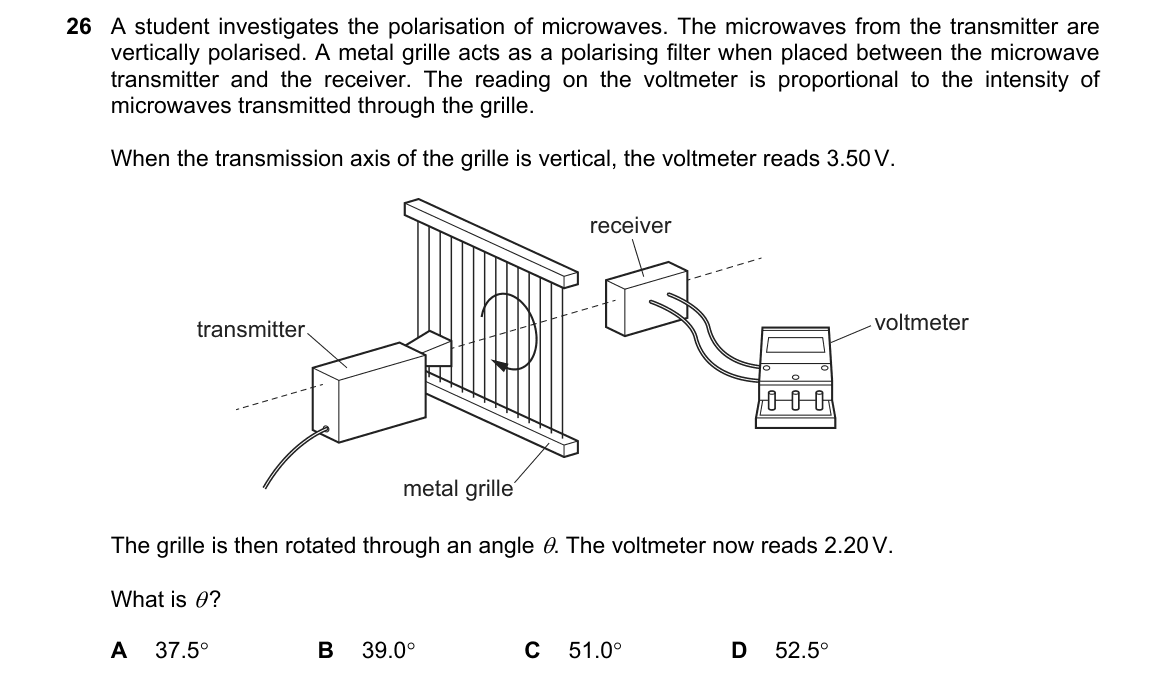 26 A student investigates the polarisation of microwaves. The microwaves from the transmitter are
vertically polarised. A metal grille acts as a polarising filter when placed between the microwave
transmitter and the receiver. The reading on the voltmeter is proportional to the intensity of
microwaves transmitted through the grille.
When the transmission axis of the grille is vertical, the voltmeter reads 3.50 V.
receiver
transmitter
voltmeter
metal grille
The grille is then rotated through an angle θ. The voltmeter now reads 2.20 V.
What is θ?
A 37.5° B 39.0° C 51.0° D 52.5°